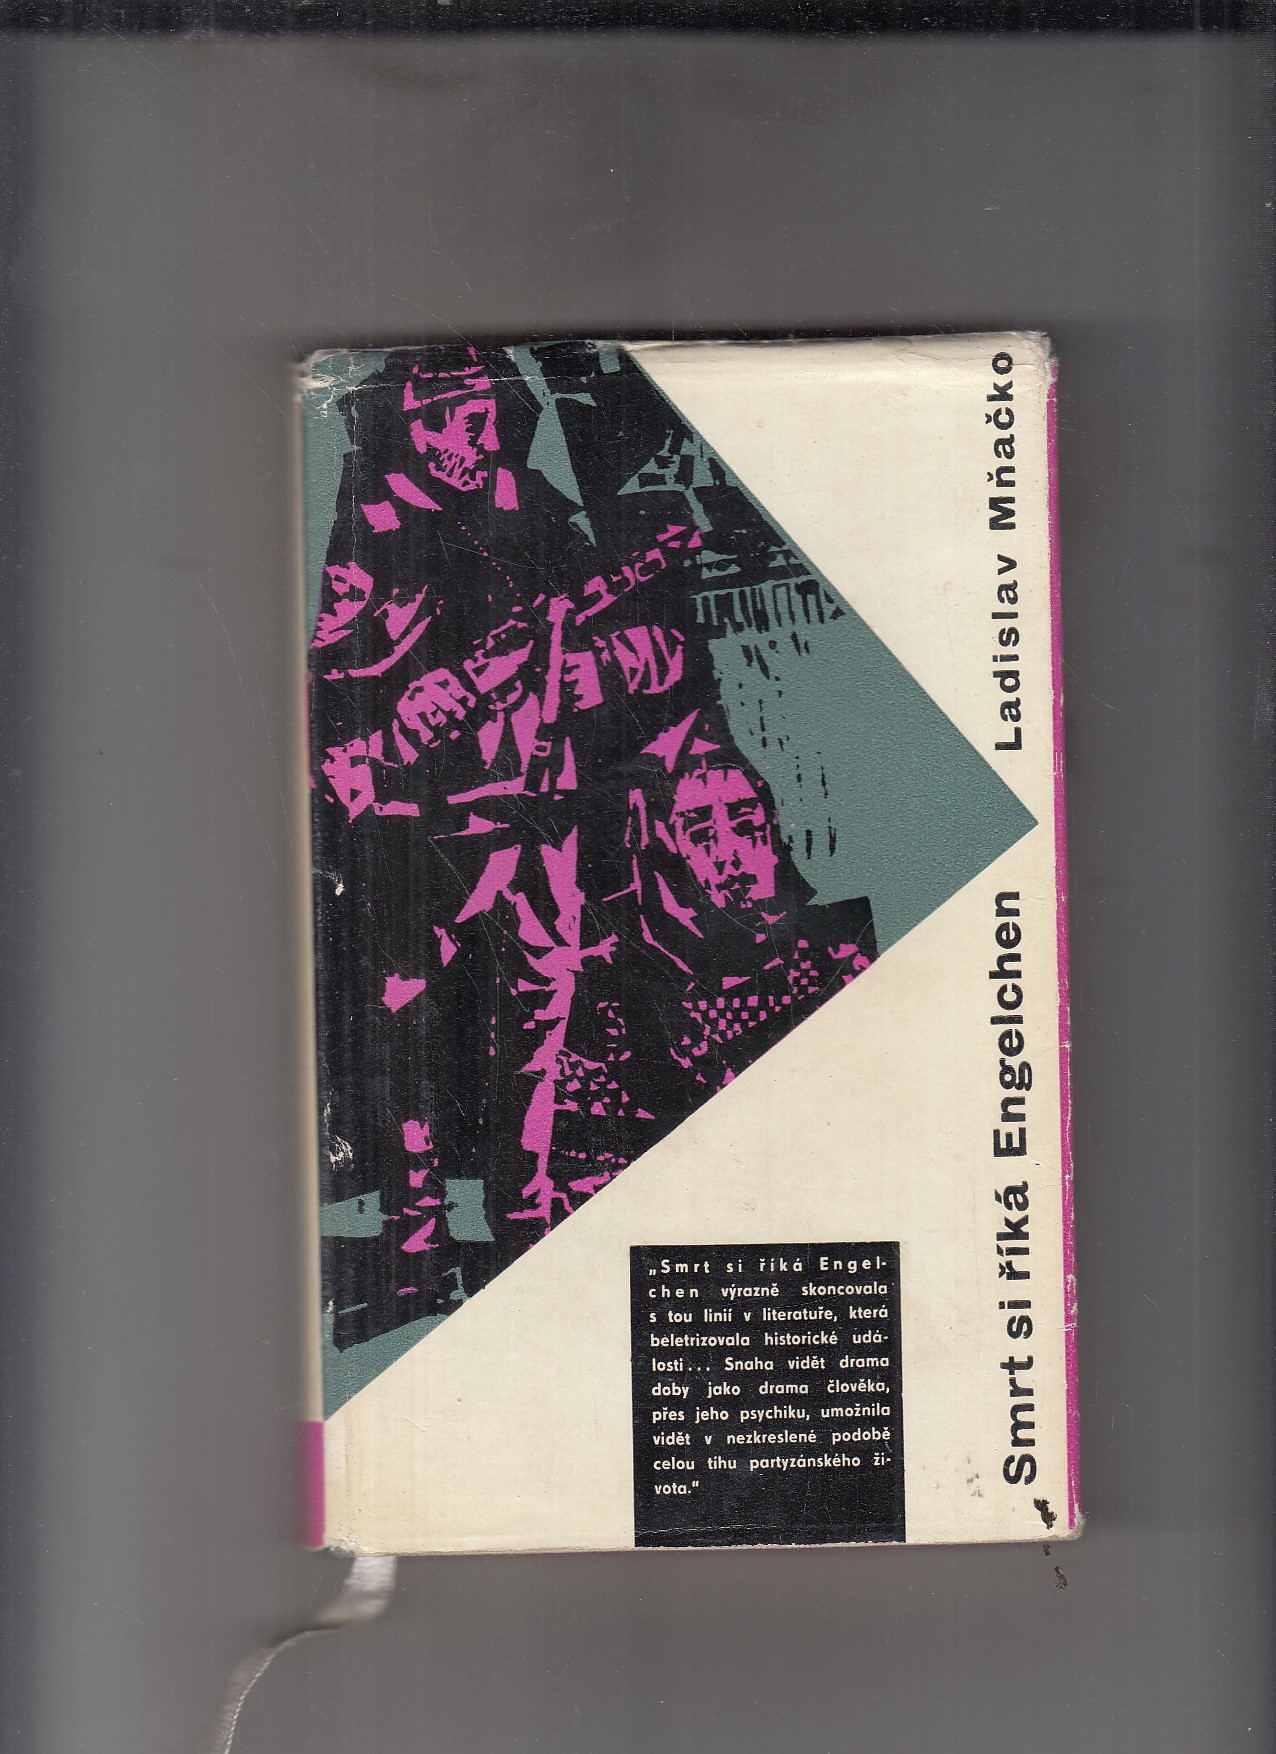 Ladislav Mňačko
Smrt si říká Engelchen
„Smrt si říká Engel-
chen výrazně skoncovala
s tou linií v literatuře, která
beletrizovala historické udá-
losti... Snaha vidět drama
doby jako drama člověka,
přes jeho psychiku, umožnila
vidět v nezkreslené podobě
celou tíhu partyzánského ži-
vota."